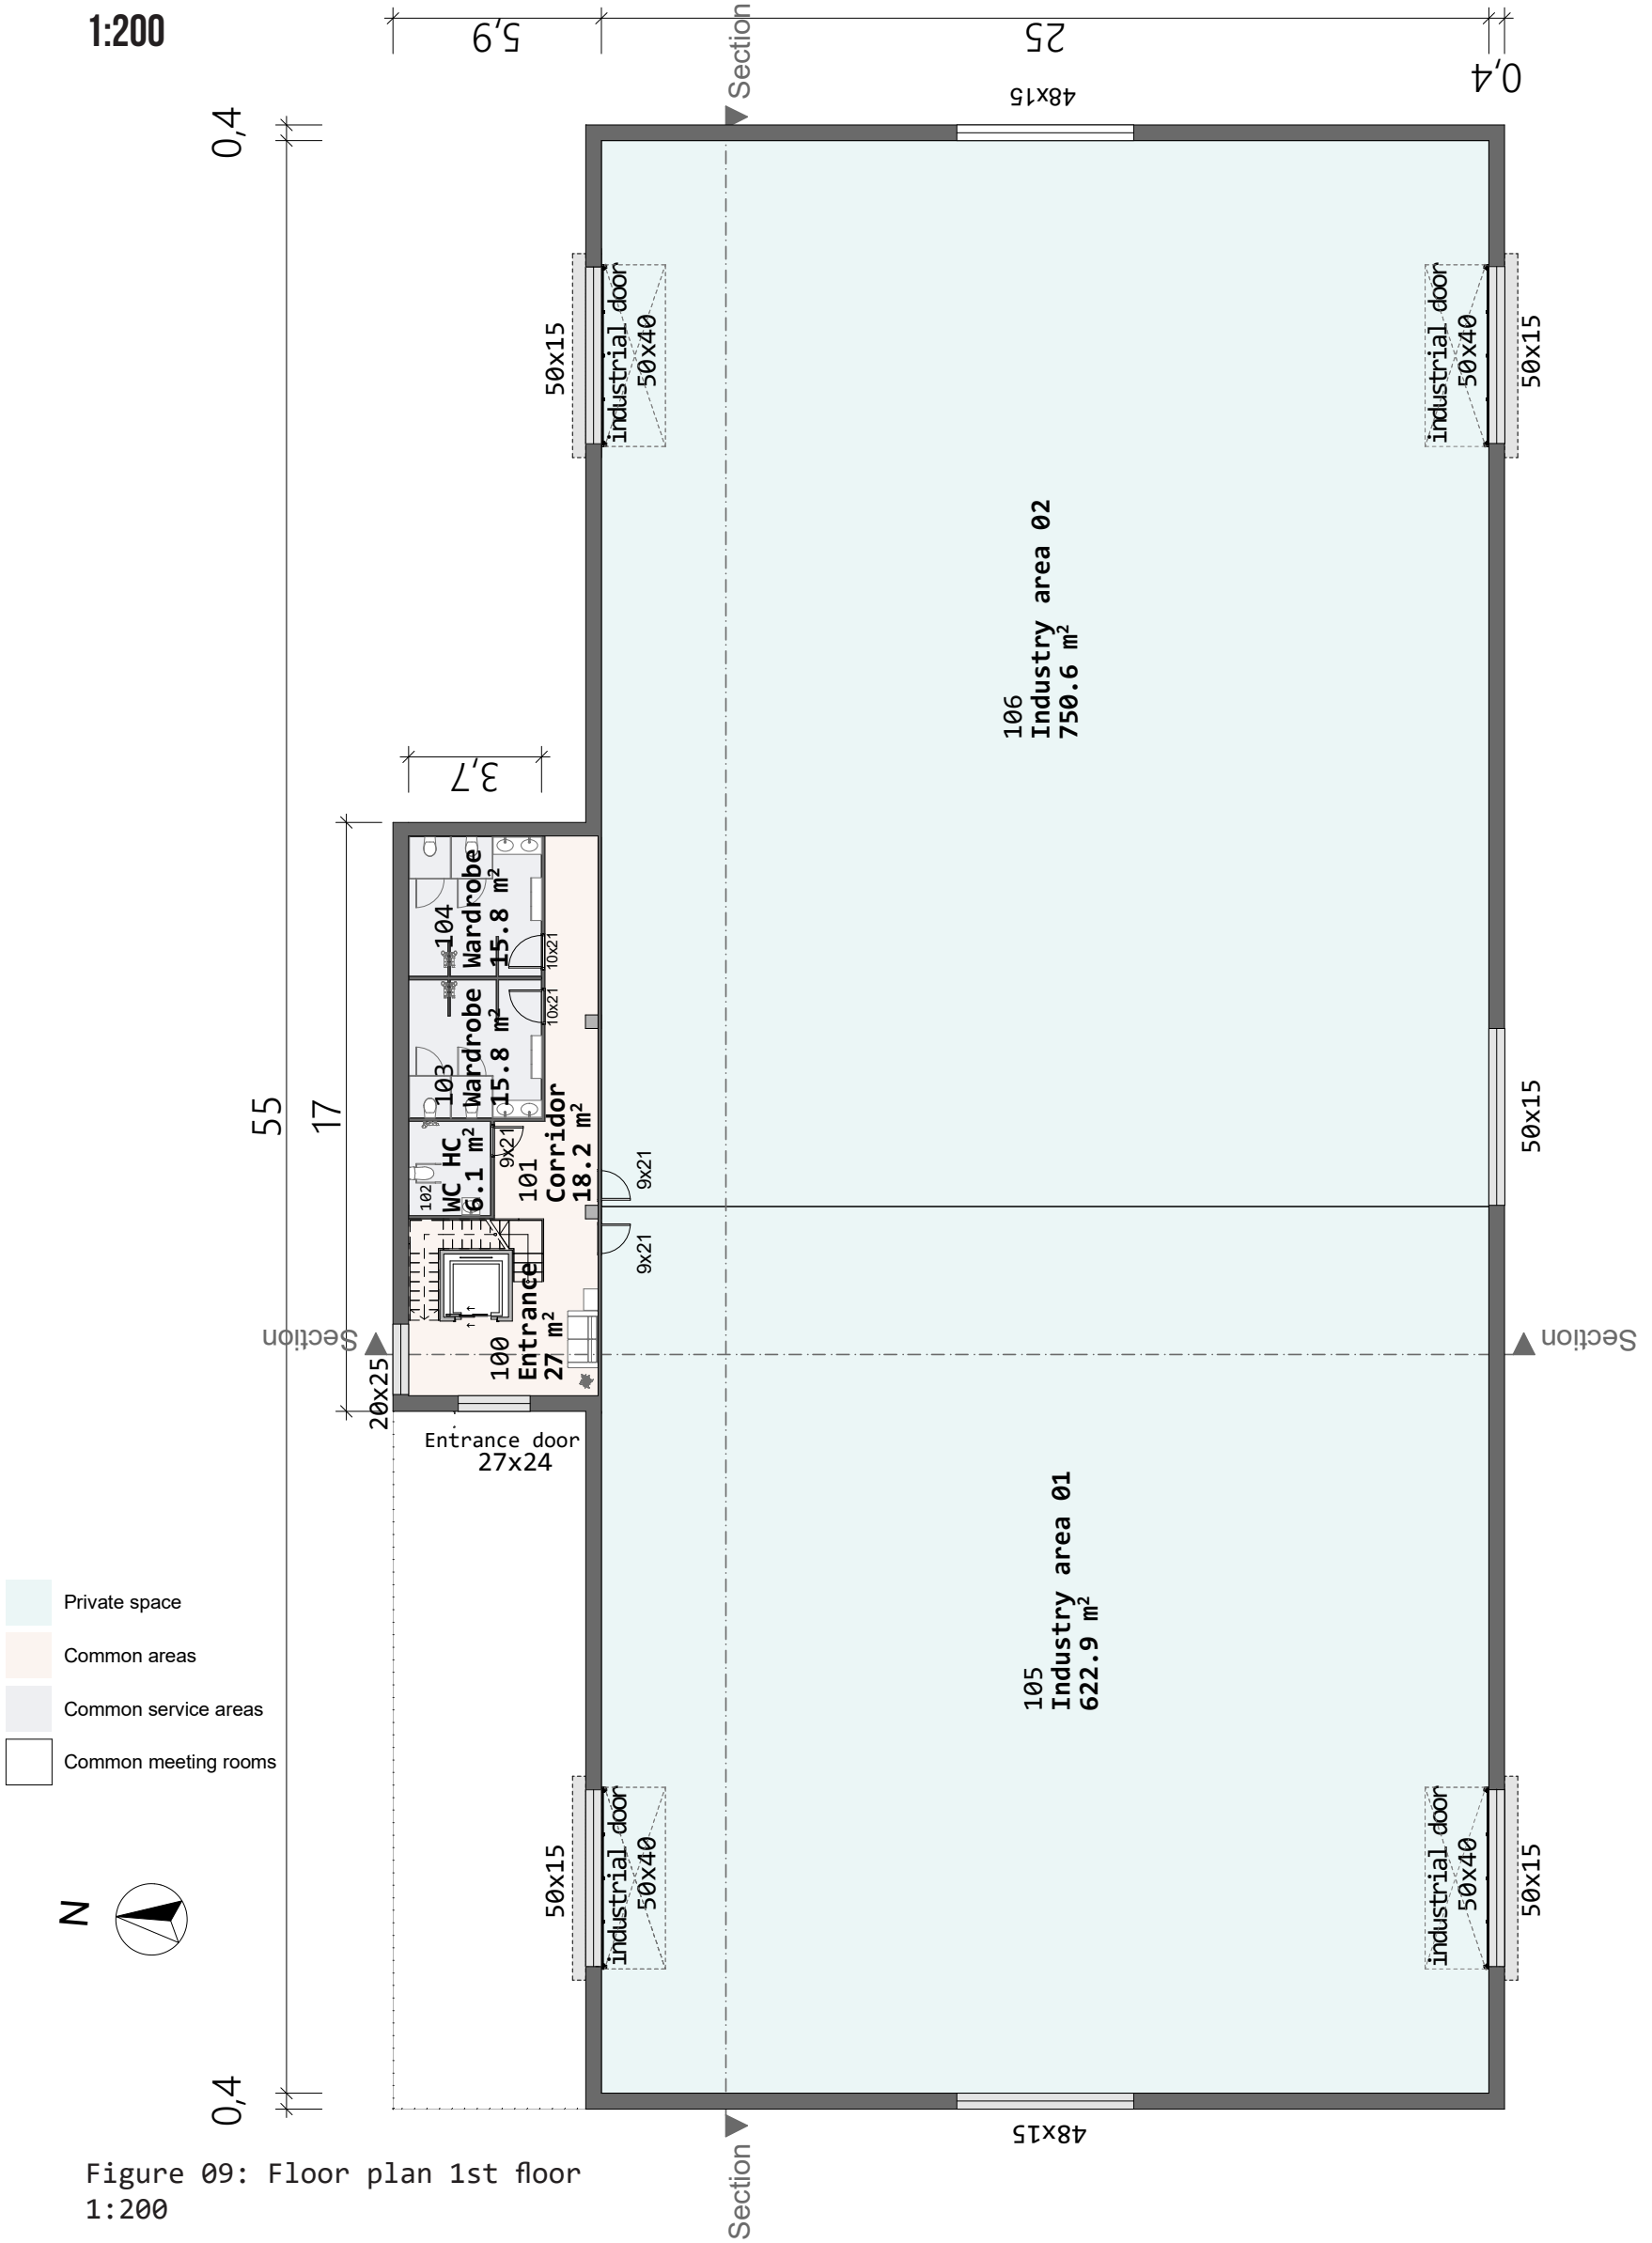 1:200
5,9
25
0,4
Section
48x15
0,4
50x15
industrial door
50x40
industrial door
50x40
50x15
106
Industry area 02
750.6 m²
3,7
104
Wardrobe
15.8 m²
10x21
10x21
103
Wardrobe
15.8 m²
55
17
102
WC HC
6.1 m²
9x21
101
Corridor
18.2 m²
9x21
9x21
50x15
100
Entrance
27 m²
Section
Section
20x25
Entrance door
27x24
105
Industry area 01
622.9 m²
Private space
Common areas
Common service areas
Common meeting rooms
50x15
industrial door
50x40
industrial door
50x40
50x15
N
0,4
48x15
Section
Figure 09: Floor plan 1st floor
1:200